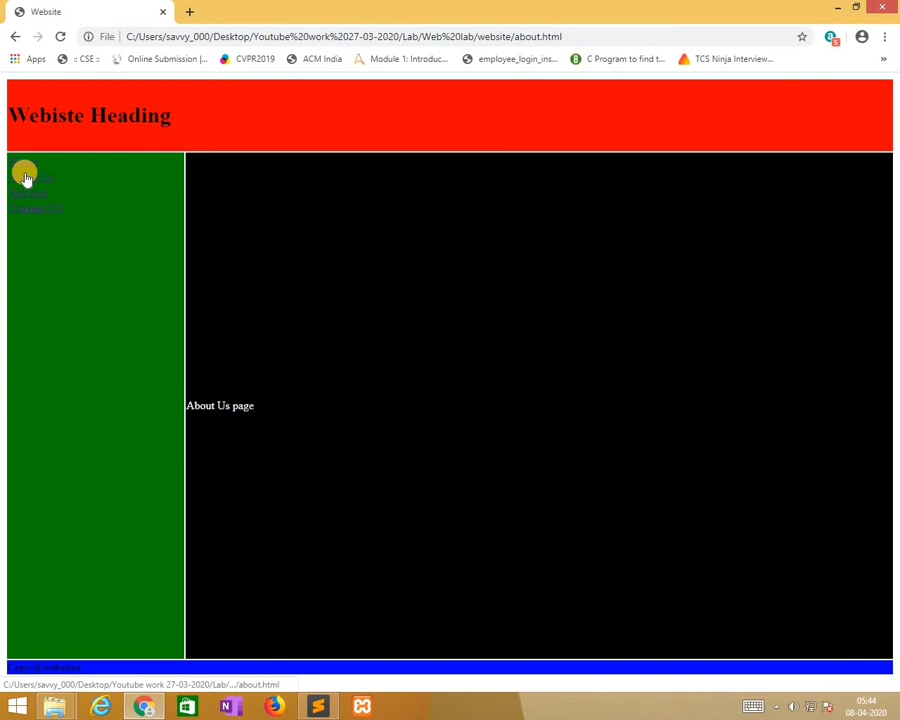 Website
File C:/Users/savvy_000/Desktop/Youtube%20work%2027-03-2020/Lab/Web%20lab/website/about.html
Apps :: CSE :: Online Submission |... CVPR2019 ACM India Module 1: Introduc... employee_login_ins... C Program to find t... TCS Ninja Interview... »
Webiste Heading
About Us page
C:/Users/savvy_000/Desktop/Youtube work 27-03-2020/Lab/.../about.html
05:44
08-04-2020